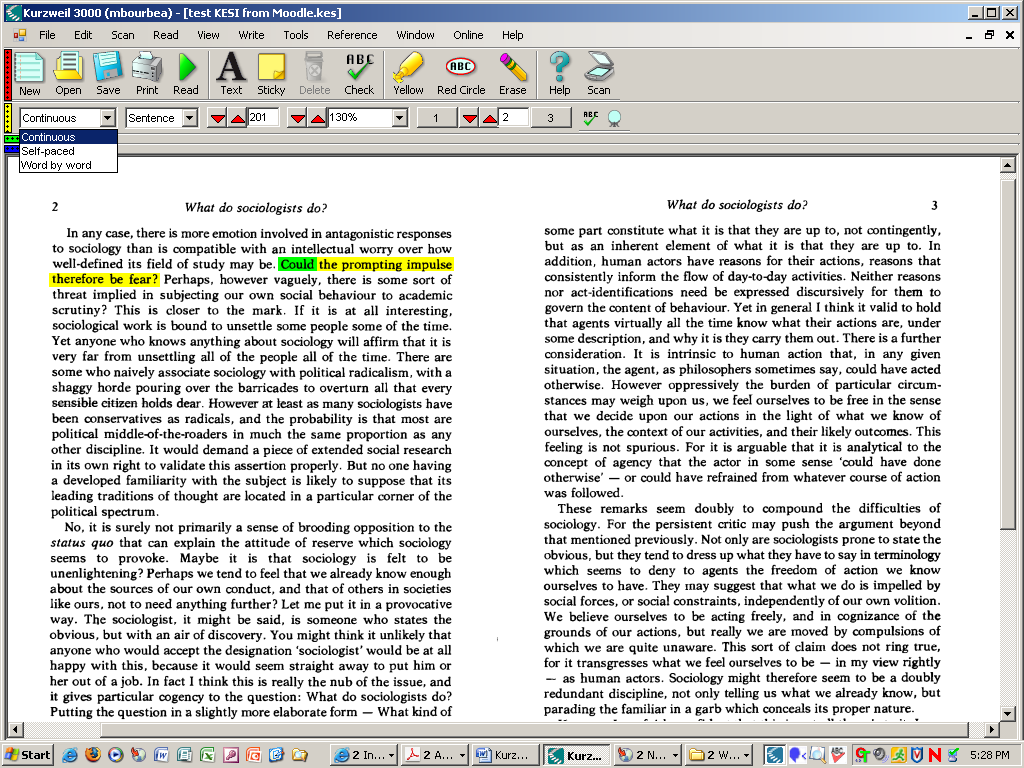 Kurzweil 3000 (mbourbea) - [test KESI from Moodle.kes]
File Edit Scan Read View Write Tools Reference Window Online Help
A ABC ABC ?
New Open Save Print Read Text Sticky Delete Check Yellow Red Circle Erase Help Scan
Continuous Sentence 201 130% 1 2 3 ABC
Continuous
Self-paced
Word by word
2 What do sociologists do?
In any case, there is more emotion involved in antagonistic responses
to sociology than is compatible with an intellectual worry over how
well-defined its field of study may be. Could the prompting impulse
therefore be fear? Perhaps, however vaguely, there is some sort of
threat implied in subjecting our own social behaviour to academic
scrutiny? This is closer to the mark. If it is at all interesting,
sociological work is bound to unsettle some people some of the time.
Yet anyone who knows anything about sociology will affirm that it is
very far from unsettling all of the people all of the time. There are
some who naively associate sociology with political radicalism, with a
shaggy horde pouring over the barricades to overturn all that every
sensible citizen holds dear. However at least as many sociologists have
been conservatives as radicals, and the probability is that most are
political middle-of-the-roaders in much the same proportion as any
other discipline. It would demand a piece of extended social research
in its own right to validate this assertion properly. But no one having
a developed familiarity with the subject is likely to suppose that its
leading traditions of thought are located in a particular corner of the
political spectrum.
No, it is surely not primarily a sense of brooding opposition to the
status quo that can explain the attitude of reserve which sociology
seems to provoke. Maybe it is that sociology is felt to be
unenlightening? Perhaps we tend to feel that we already know enough
about the sources of our own conduct, and that of others in societies
like ours, not to need anything further? Let me put it in a provocative
way. The sociologist, it might be said, is someone who states the
obvious, but with an air of discovery. You might think it unlikely that
anyone who would accept the designation 'sociologist' would be at all
happy with this, because it would seem straight away to put him or
her out of a job. In fact I think this is really the nub of the issue, and
it gives particular cogency to the question: What do sociologists do?
Putting the question in a slightly more elaborate form — What kind of
What do sociologists do? 3
some part constitute what it is that they are up to, not contingently,
but as an inherent element of what it is that they are up to. In
addition, human actors have reasons for their actions, reasons that
consistently inform the flow of day-to-day activities. Neither reasons
nor act-identifications need be expressed discursively for them to
govern the content of behaviour. Yet in general I think it valid to hold
that agents virtually all the time know what their actions are, under
some description, and why it is they carry them out. There is a further
consideration. It is intrinsic to human action that, in any given
situation, the agent, as philosophers sometimes say, could have acted
otherwise. However oppressively the burden of particular circum-
stances may weigh upon us, we feel ourselves to be free in the sense
that we decide upon our actions in the light of what we know of
ourselves, the context of our activities, and their likely outcomes. This
feeling is not spurious. For it is arguable that it is analytical to the
concept of agency that the actor in some sense 'could have done
otherwise' — or could have refrained from whatever course of action
was followed.
These remarks seem doubly to compound the difficulties of
sociology. For the persistent critic may push the argument beyond
that mentioned previously. Not only are sociologists prone to state the
obvious, but they tend to dress up what they have to say in terminology
which seems to deny to agents the freedom of action we know
ourselves to have. They may suggest that what we do is impelled by
social forces, or social constraints, independently of our own volition.
We believe ourselves to be acting freely, and in cognizance of the
grounds of our actions, but really we are moved by compulsions of
which we are quite unaware. This sort of claim does not ring true,
for it transgresses what we feel ourselves to be — in my view rightly
— as human actors. Sociology might therefore seem to be a doubly
redundant discipline, not only telling us what we already know, but
parading the familiar in a garb which conceals its proper nature.
Start 2 In... 2 A... Kurz... Kurz... 2 N... 2 W... 5:28 PM